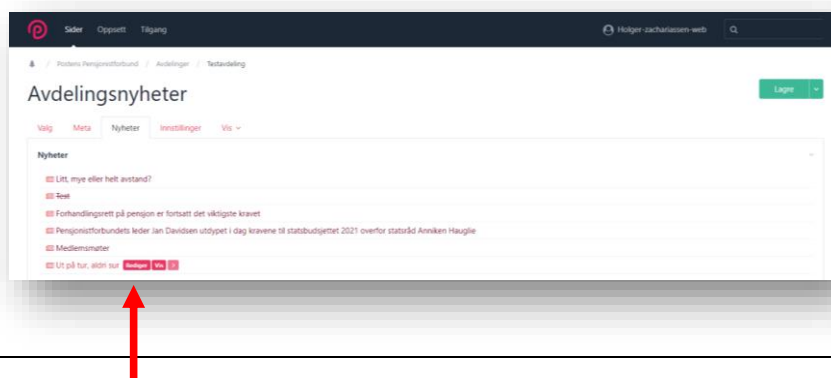 Sider Oppsett Tilgang Holger-zachariassen-web
/ Postens Pensjonistforbund / Avdelinger / Testavdeling
Avdelingsnyheter
Lagre
Valg Meta Nyheter Innstillinger Vis
Nyheter
Litt, mye eller helt avstand?
Test
Forhandlingsrett på pensjon er fortsatt det viktigste kravet
Pensjonistforbundets leder Jan Davidsen utdypet i dag kravene til statsbudsjettet 2021 overfor statsråd Anniken Hauglie
Medlemsmøter
Ut på tur, aldri sur Rediger Vis